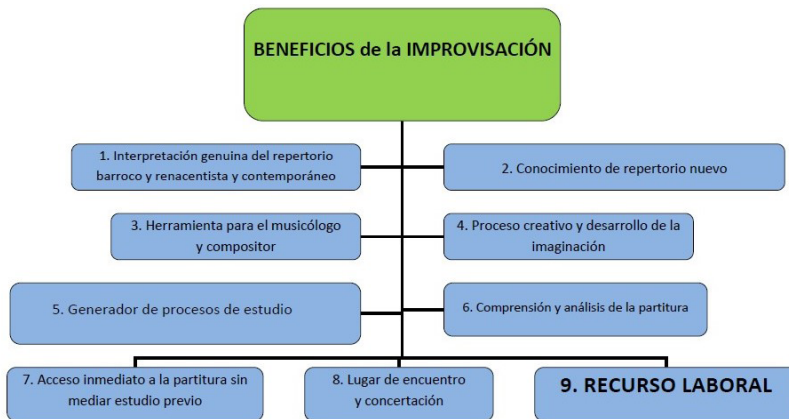 BENEFICIOS de la IMPROVISACIÓN
1. Interpretación genuina del repertorio
barroco y renacentista y contemporáneo
2. Conocimiento de repertorio nuevo
3. Herramienta para el musicólogo
y compositor
4. Proceso creativo y desarrollo de la
imaginación
5. Generador de procesos de estudio
6. Comprensión y análisis de la partitura
7. Acceso inmediato a la partitura sin
mediar estudio previo
8. Lugar de encuentro
y concertación
9. RECURSO LABORAL